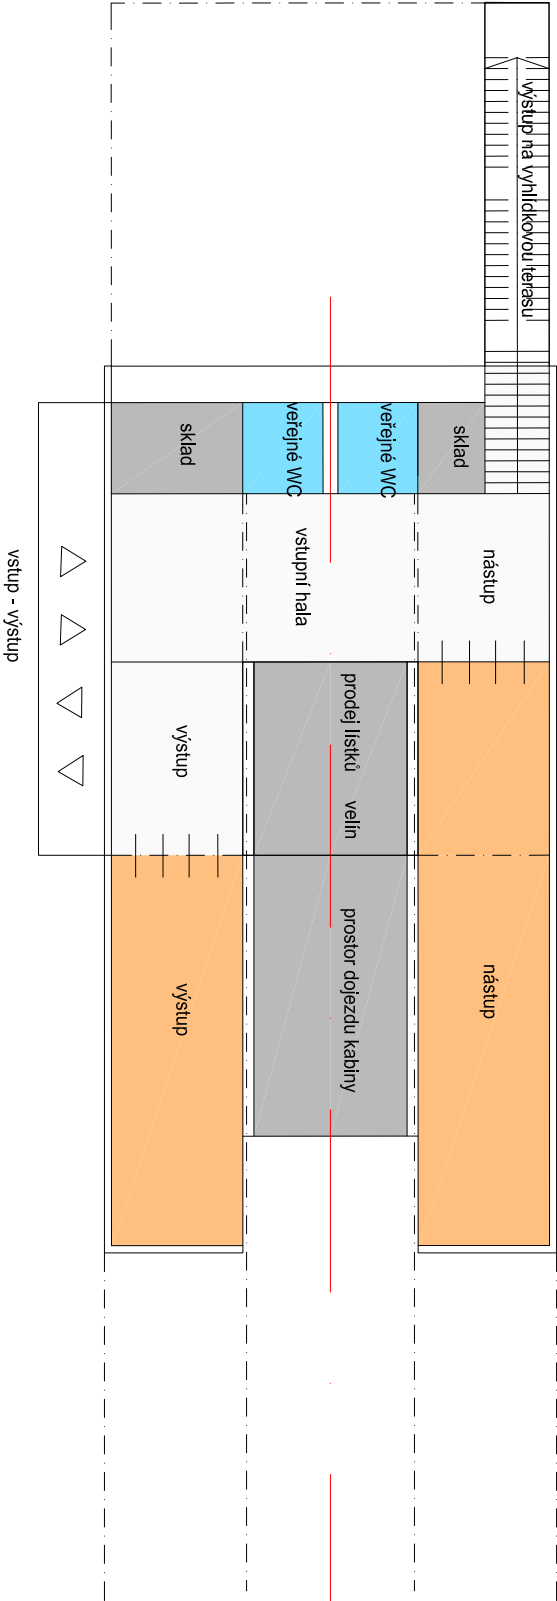 výstup na vyhlídkovou terasu
sklad
veřejné WC
veřejné WC
sklad
nástup
vstupní hala
vstup - výstup
prodej lístků
velín
výstup
nástup
prostor dojezdu kabiny
výstup